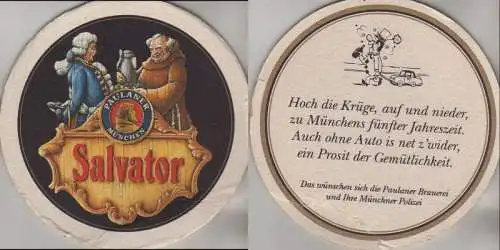 PAULANER
MÜNCHEN
Salvator
Hoch die Krüge, auf und nieder,
zu Münchens fünfter Jahreszeit.
Auch ohne Auto is net z'wider,
ein Prosit der Gemütlichkeit.
Das wünschen sich die Paulaner Brauerei
und Ihre Münchner Polizei